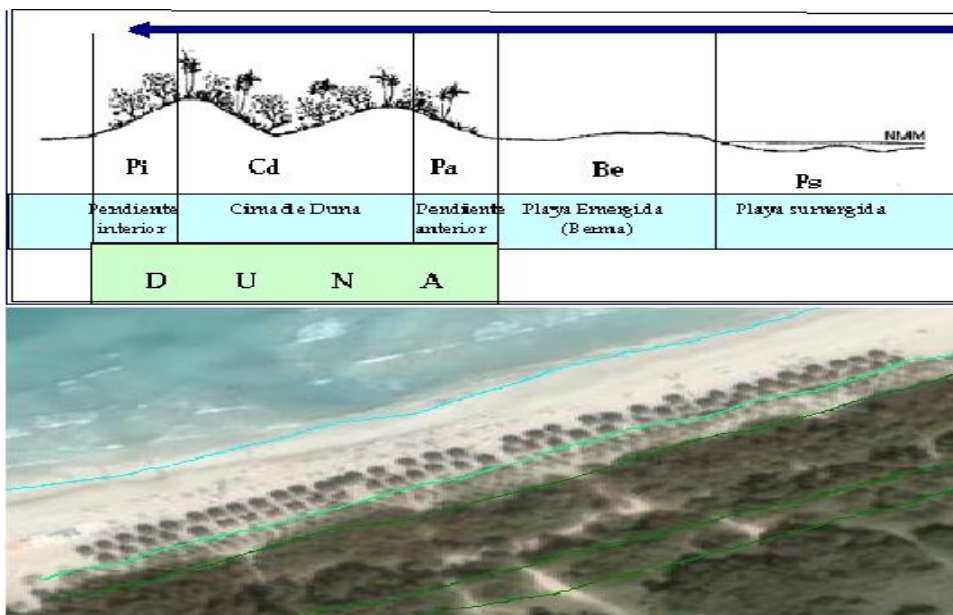 NMM
Pi
Cd
Pa
Be
Ps
Pendiente
interior
Cima de Duna
Pendiente
anterior
Playa Emergida
(Berma)
Playa sumergida
D U N A